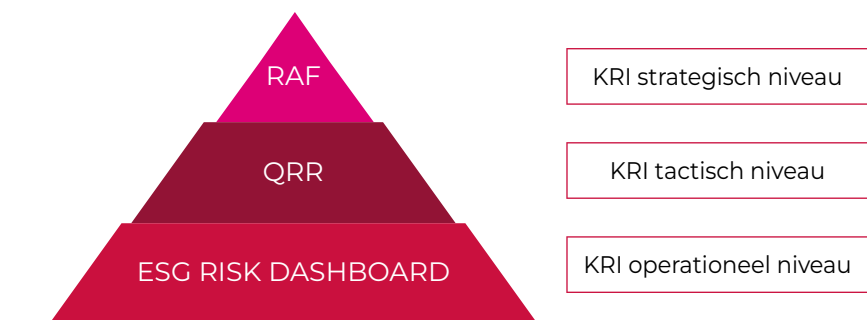 RAF
KRI strategisch niveau
QRR
KRI tactisch niveau
ESG RISK DASHBOARD
KRI operationeel niveau